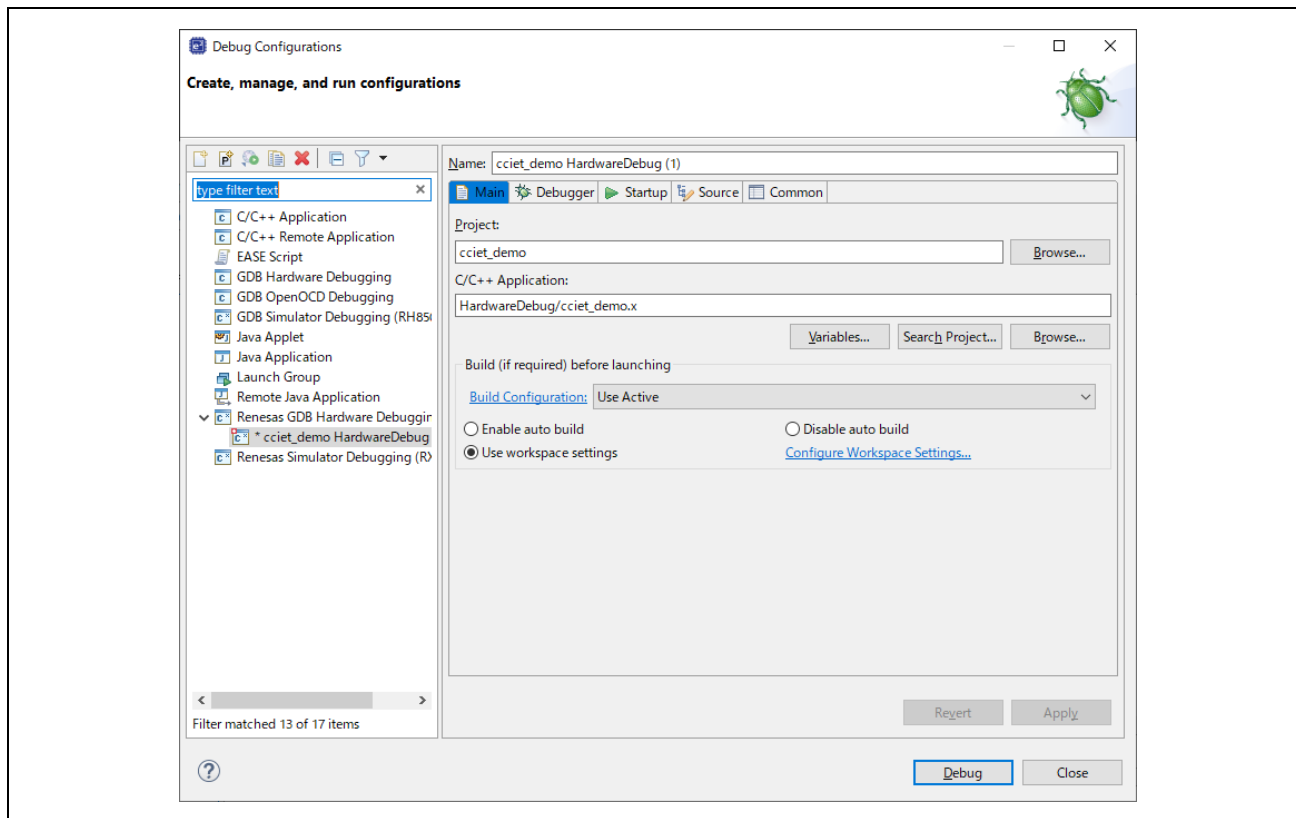 Debug Configurations
Create, manage, and run configurations
type filter text
C/C++ Application
C/C++ Remote Application
EASE Script
GDB Hardware Debugging
GDB OpenOCD Debugging
GDB Simulator Debugging (RH85
Java Applet
Java Application
Launch Group
Remote Java Application
Renesas GDB Hardware Debuggin
* cciet_demo HardwareDebug
Renesas Simulator Debugging (RX
Filter matched 13 of 17 items
Name: cciet_demo HardwareDebug (1)
Main Debugger Startup Source Common
Project:
cciet_demo Browse...
C/C++ Application:
HardwareDebug/cciet_demo.x
Variables... Search Project... Browse...
Build (if required) before launching
Build Configuration: Use Active
Enable auto build Disable auto build
Use workspace settings Configure Workspace Settings...
Revert Apply
Debug Close